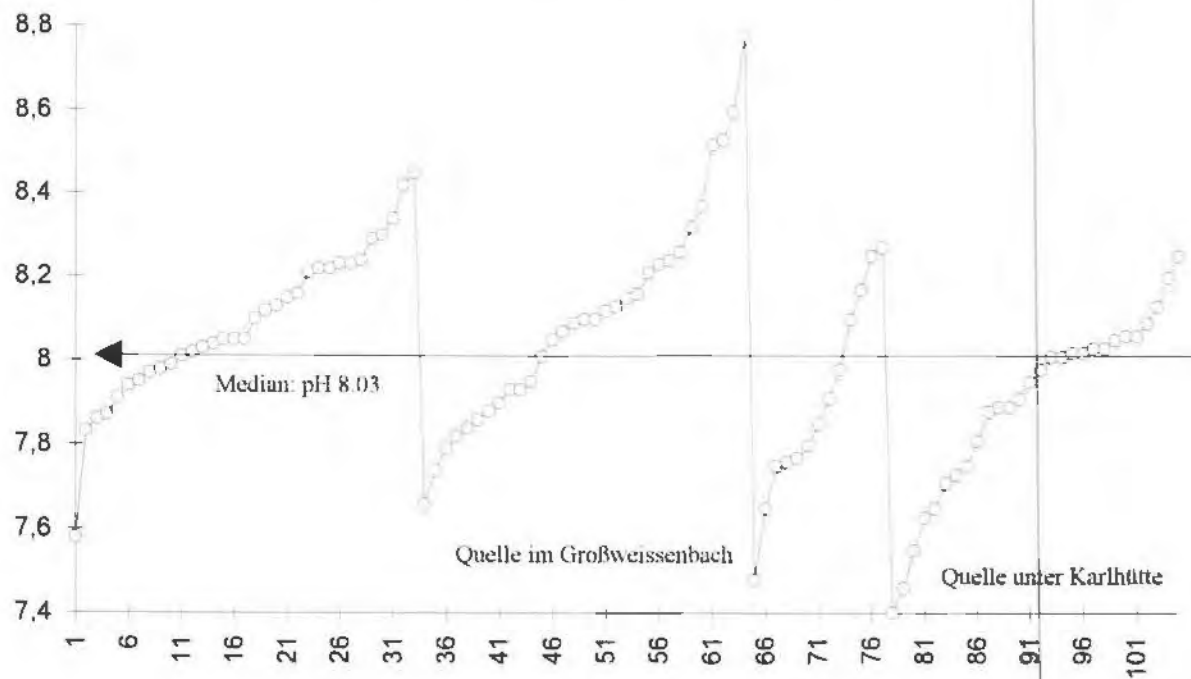 8,8
8,6
8,4
8,2
8
Median: pH 8.03
7,8
7,6
Quelle im Großweissenbach
Quelle unter Karlhütte
7,4
1 6 11 16 21 26 31 36 41 46 51 56 61 66 71 76 81 86 91 96 101